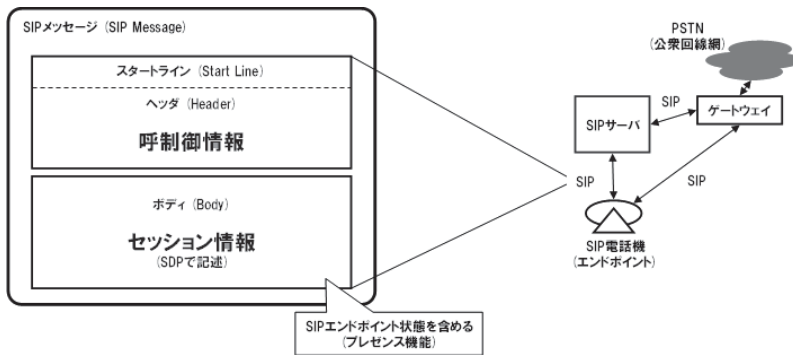 SIPメッセージ (SIP Message)
スタートライン (Start Line)
ヘッダ (Header)
呼制御情報
ボディ (Body)
セッション情報
(SDPで記述)
SIPエンドポイント状態を含める
(プレゼンス機能)
PSTN
(公衆回線網)
SIP
ゲートウェイ
SIPサーバ
SIP
SIP
SIP電話機
(エンドポイント)